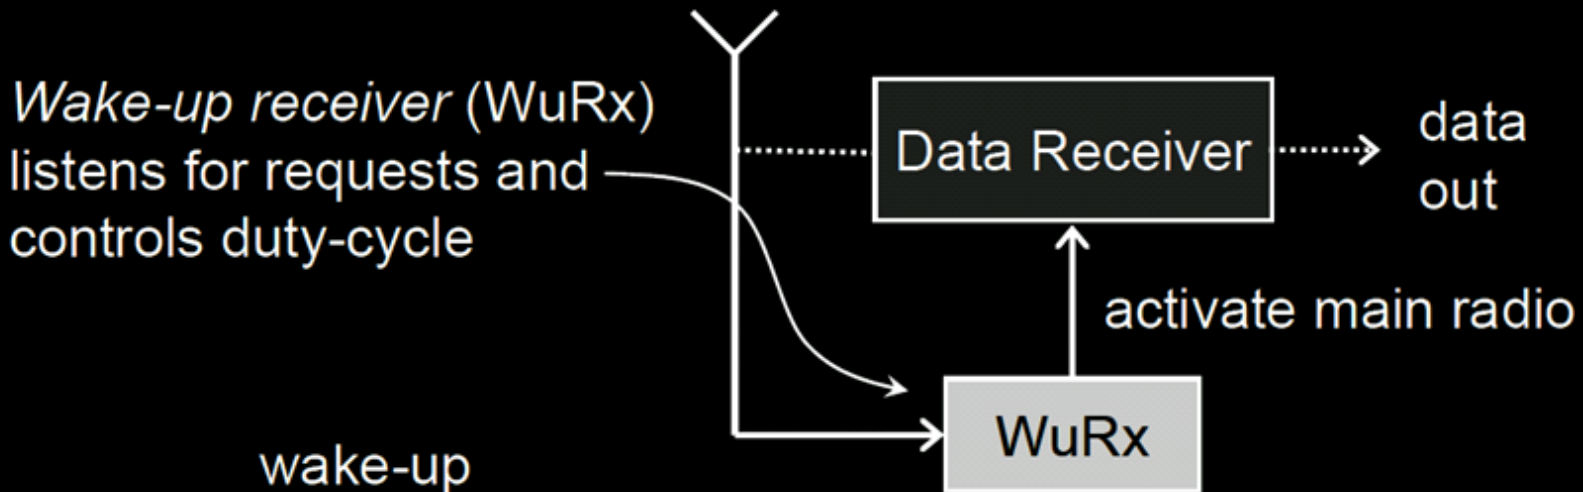 Wake-up receiver (WuRx)
listens for requests and
controls duty-cycle
Data Receiver
data
out
activate main radio
WuRx
wake-up